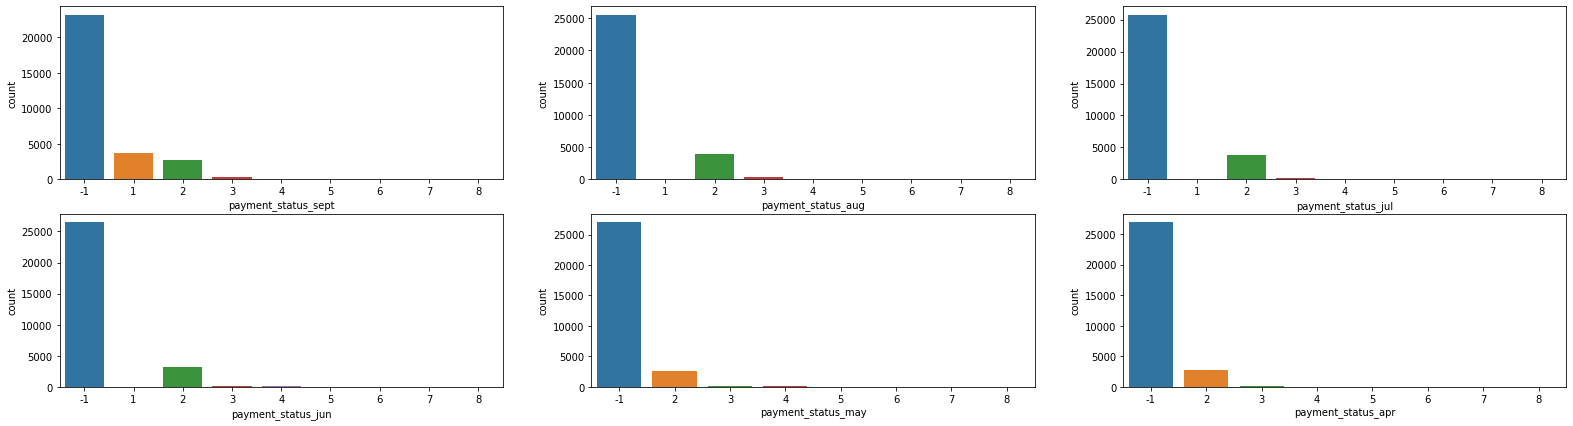 count
20000
15000
10000
5000
0
-1 1 2 3 4 5 6 7 8
payment_status_sept
count
25000
20000
15000
10000
5000
0
-1 1 2 3 4 5 6 7 8
payment_status_aug
count
25000
20000
15000
10000
5000
0
-1 1 2 3 4 5 6 7 8
payment_status_jul
count
25000
20000
15000
10000
5000
0
-1 1 2 3 4 5 6 7 8
payment_status_jun
count
25000
20000
15000
10000
5000
0
-1 2 3 4 5 6 7 8
payment_status_may
count
25000
20000
15000
10000
5000
0
-1 2 3 4 5 6 7 8
payment_status_apr